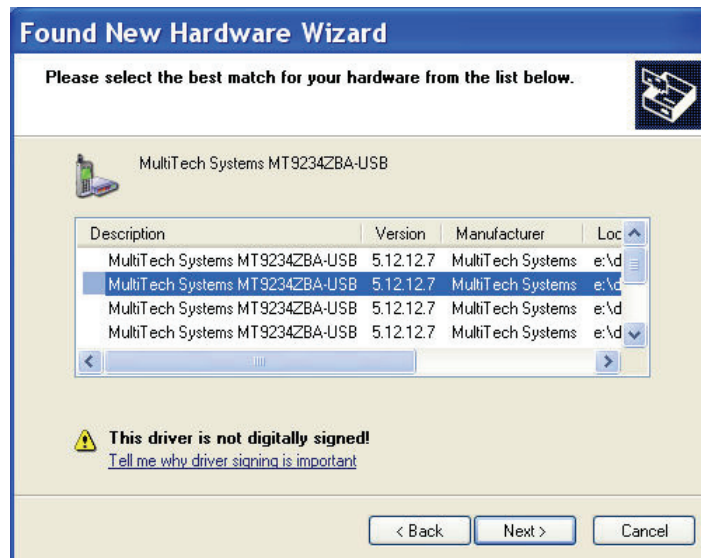 Found New Hardware Wizard
Please select the best match for your hardware from the list below.
MultiTech Systems MT9234ZBA-USB
Description Version Manufacturer Loc
MultiTech Systems MT9234ZBA-USB 5.12.12.7 MultiTech Systems e:\d
MultiTech Systems MT9234ZBA-USB 5.12.12.7 MultiTech Systems e:\d
MultiTech Systems MT9234ZBA-USB 5.12.12.7 MultiTech Systems e:\d
MultiTech Systems MT9234ZBA-USB 5.12.12.7 MultiTech Systems e:\d
This driver is not digitally signed!
Tell me why driver signing is important
< Back Next > Cancel